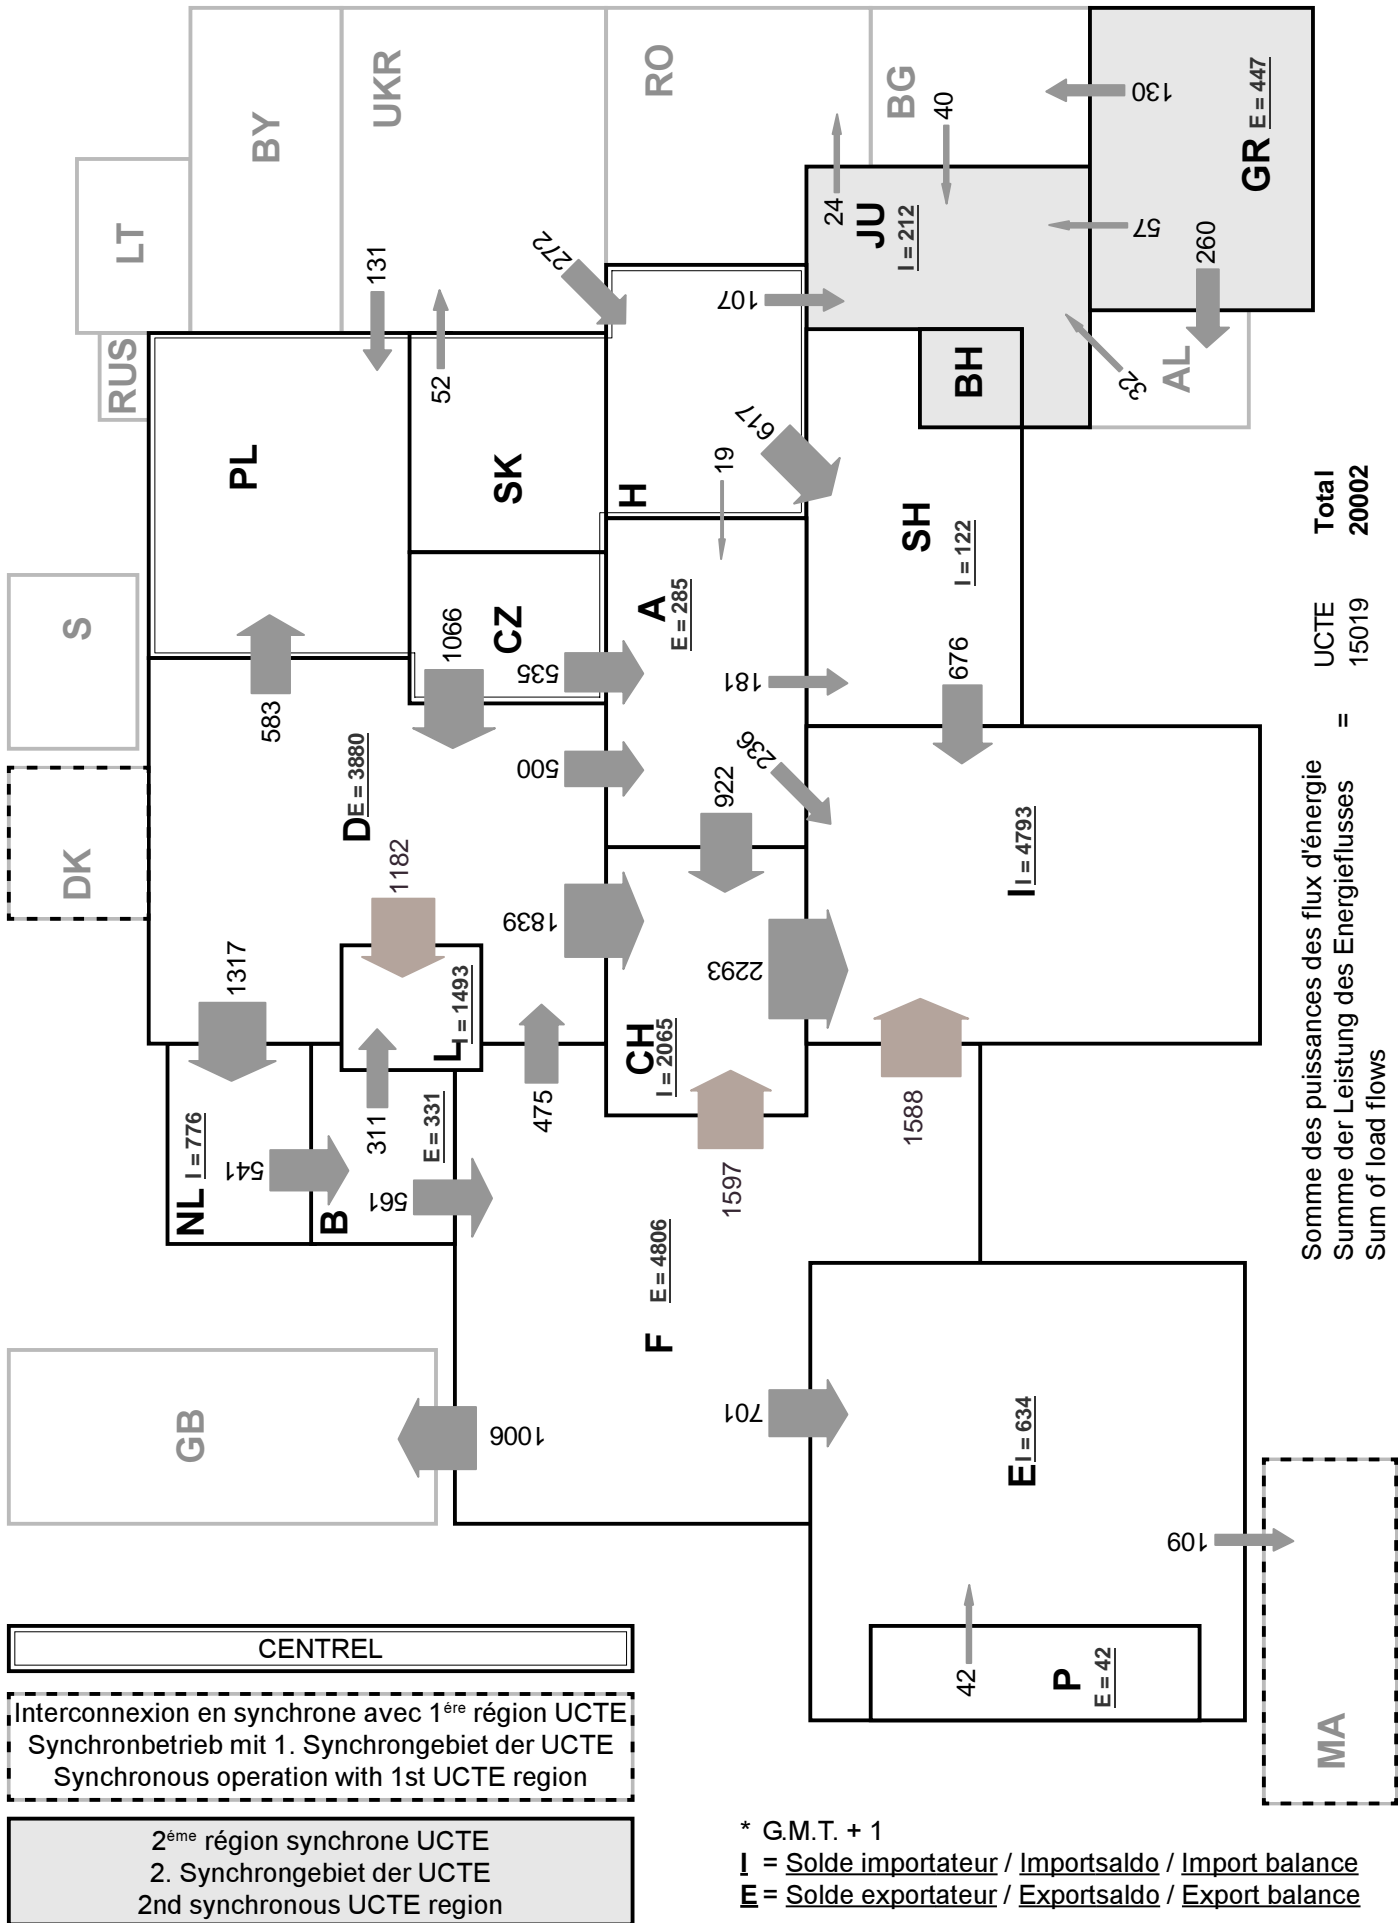 LT
BY
UKR
RO
BG
130
E = 447
GR
40
24
JU
I = 212
57
260
RUS
131
272
107
52
BH
32
AL
PL
SK
H
19
617
SH
I = 122
S
583
1066
CZ
535
A
E = 285
181
676
DK
D
E = 3880
500
922
236
1182
1839
2293
I
I = 4793
1317
L
I = 1493
CH
I = 2065
1588
NL
I = 776
541
311
E = 331
B
561
475
1597
F
E = 4806
GB
1006
701
E
I = 634
109
42
P
E = 42
MA
Somme des puissances des flux d'énergie
Summe der Leistung des Energieflusses
Sum of load flows
=
UCTE
15019
Total
20002
CENTREL
Interconnexion en synchrone avec 1ére région UCTE
Synchronbetrieb mit 1. Synchrongebiet der UCTE
Synchronous operation with 1st UCTE region
2éme région synchrone UCTE
2. Synchrongebiet der UCTE
2nd synchronous UCTE region
* G.M.T. + 1
I = Solde importateur / Importsaldo / Import balance
E = Solde exportateur / Exportsaldo / Export balance